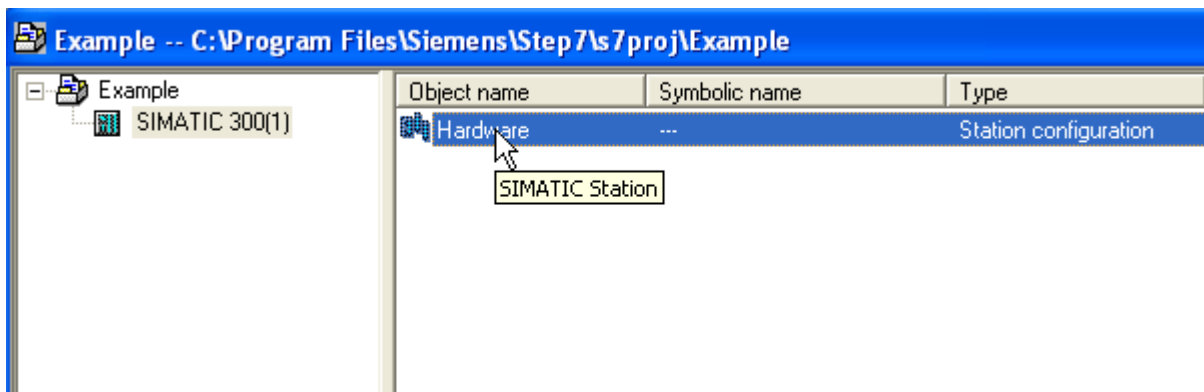 Example -- C:\Program Files\Siemens\Step7\s7proj\Example
Example
SIMATIC 300(1)
Object name Symbolic name Type
Hardware --- Station configuration
SIMATIC Station